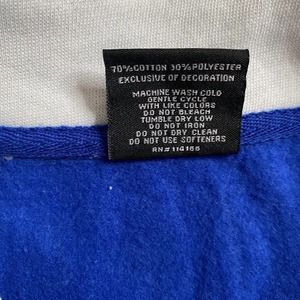 70%COTTON 30%POLYESTER
EXCLUSIVE OF DECORATION
MACHINE WASH COLD
GENTLE CYCLE
WITH LIKE COLORS
DO NOT BLEACH
TUMBLE DRY LOW
DO NOT IRON
DO NOT DRY CLEAN
DO NOT USE SOFTENERS
RN#114166